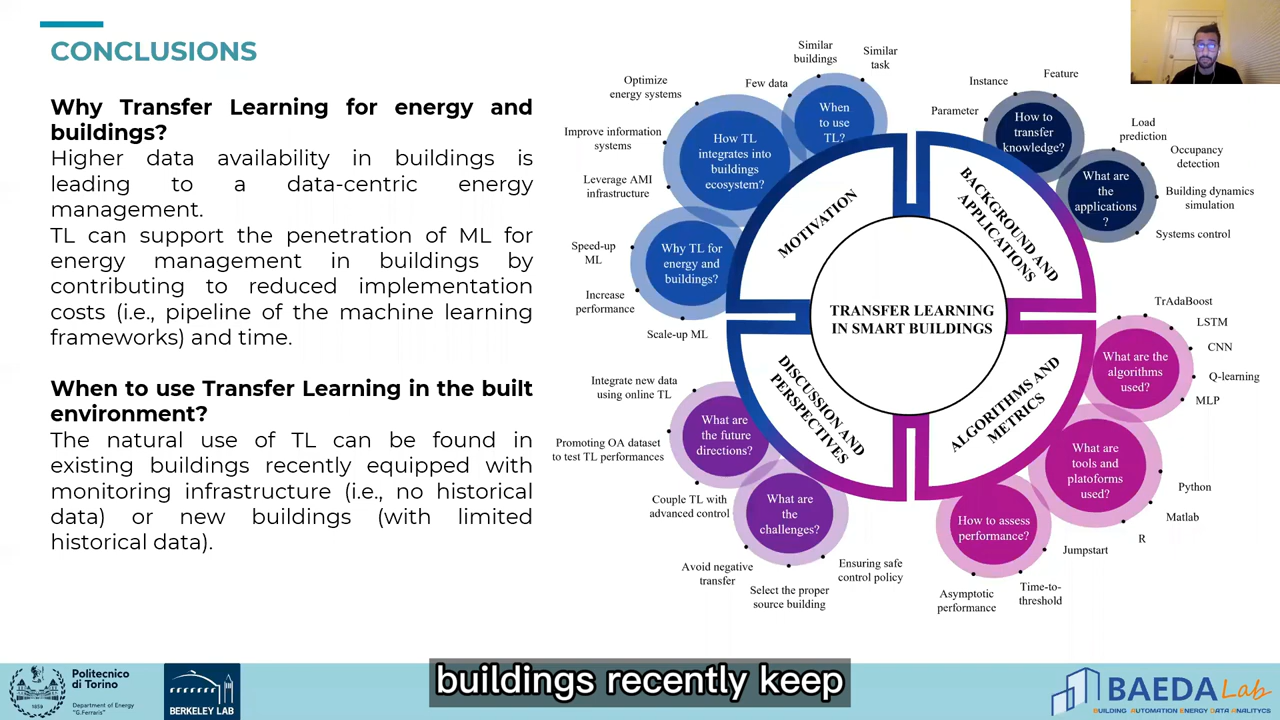 CONCLUSIONS
Why Transfer Learning for energy and
buildings?
Higher data availability in buildings is
leading to a data-centric energy
management.
TL can support the penetration of ML for
energy management in buildings by
contributing to reduced implementation
costs (i.e., pipeline of the machine learning
frameworks) and time.
When to use Transfer Learning in the built
environment?
The natural use of TL can be found in
existing buildings recently equipped with
monitoring infrastructure (i.e., no historical
data) or new buildings (with limited
historical data).
TRANSFER LEARNING
IN SMART BUILDINGS
MOTIVATION
When
to use
TL?
Few data
Similar
buildings
Similar
task
How TL
integrates into
buildings
ecosystem?
Optimize
energy systems
Improve information
systems
Leverage AMI
infrastructure
Why TL for
energy and
buildings?
Speed-up
ML
Increase
performance
Scale-up ML
BACKGROUND AND
APPLICATIONS
How to
transfer
knowledge?
Parameter
Instance
Feature
What are
the
applications
?
Load
prediction
Occupancy
detection
Building dynamics
simulation
Systems control
ALGORITHMS AND
METRICS
What are the
algorithms
used?
TrAdaBoost
LSTM
CNN
Q-learning
MLP
What are
tools and
platoforms
used?
Python
Matlab
R
How to assess
performance?
Jumpstart
Time-to-
threshold
Asymptotic
performance
DISCUSSION AND
PERSPECTIVES
What are
the future
directions?
Integrate new data
using online TL
Promoting OA dataset
to test TL performances
Couple TL with
advanced control
What are
the
challenges?
Avoid negative
transfer
Select the proper
source building
Ensuring safe
control policy
buildings recently keep
Politecnico
di Torino
Department of Energy
"G.Ferraris"
1859
BERKELEY LAB
BAEDA Lab
BUILDING AUTOMATION ENERGY DATA ANALITYCS